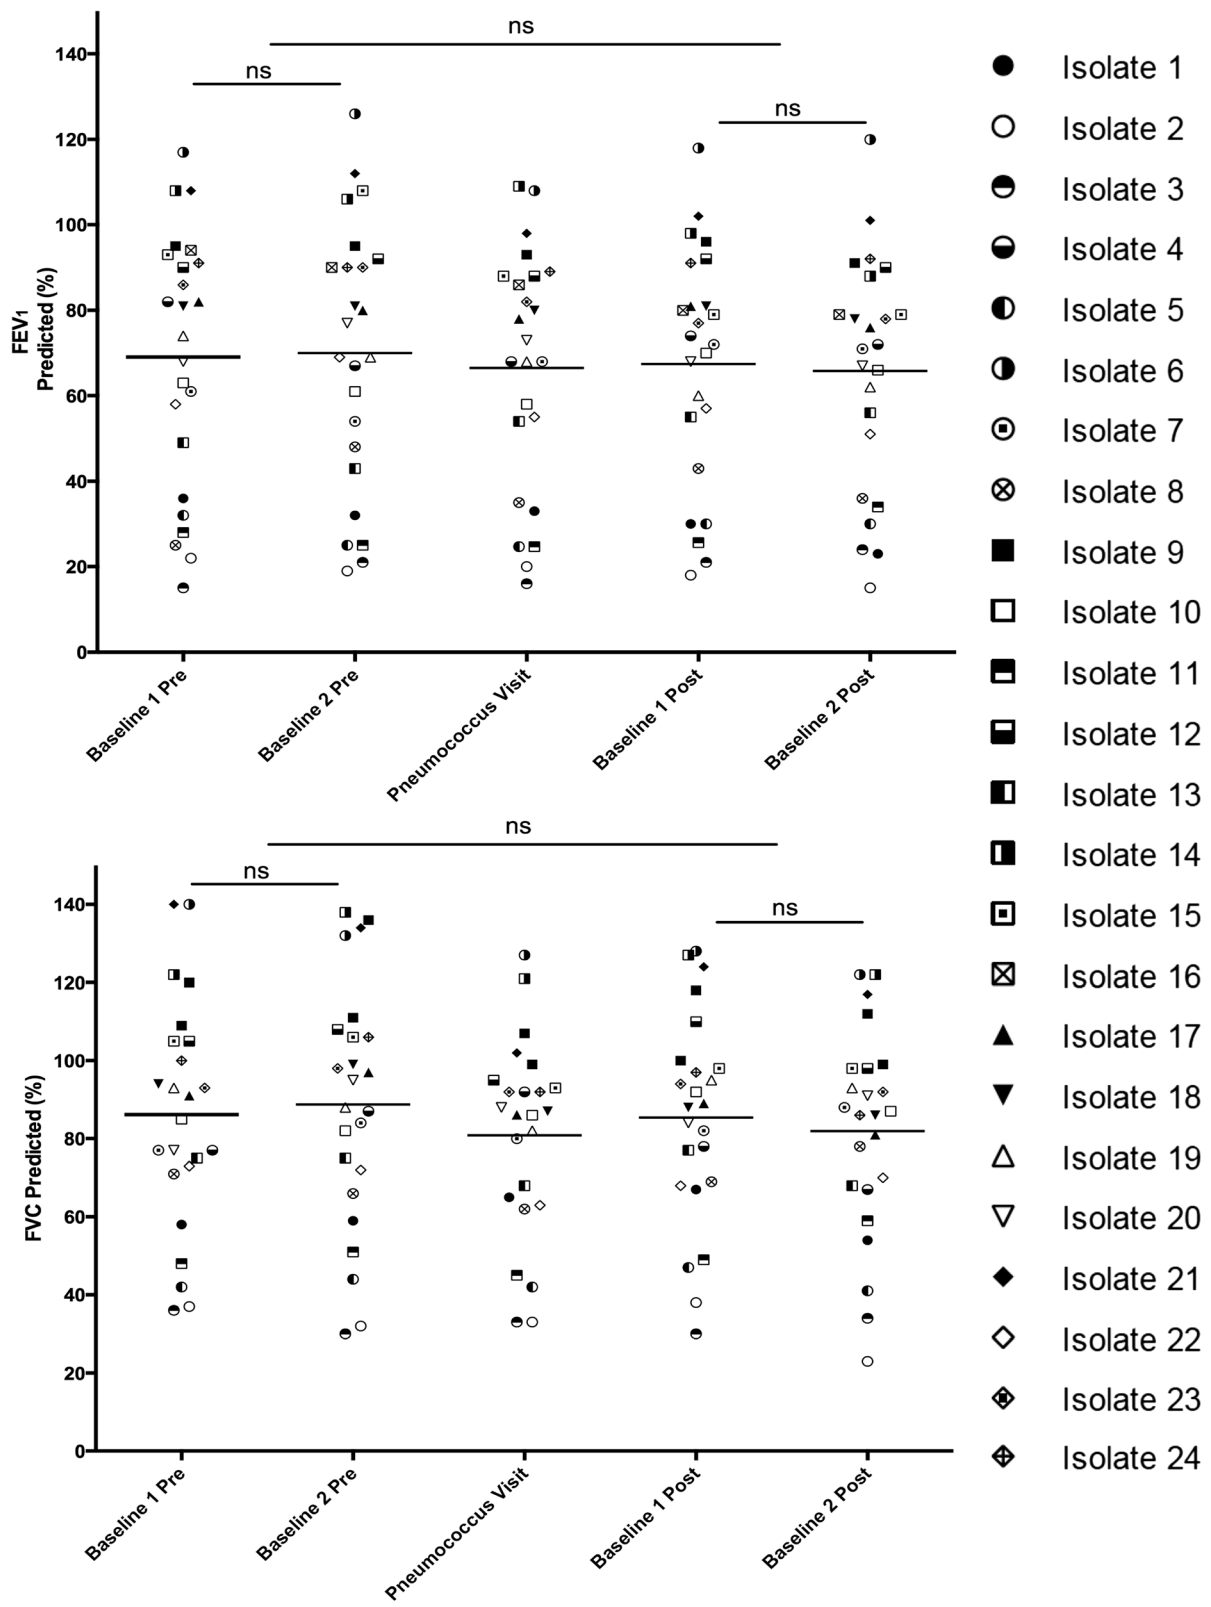 ns
ns
ns
140
120
100
80
60
40
20
0
FEV1
Predicted (%)
Baseline 1 Pre
Baseline 2 Pre
Pneumococcus Visit
Baseline 1 Post
Baseline 2 Post
ns
ns
ns
140
120
100
80
60
40
20
0
FVC Predicted (%)
Baseline 1 Pre
Baseline 2 Pre
Pneumococcus Visit
Baseline 1 Post
Baseline 2 Post
Isolate 1
Isolate 2
Isolate 3
Isolate 4
Isolate 5
Isolate 6
Isolate 7
Isolate 8
Isolate 9
Isolate 10
Isolate 11
Isolate 12
Isolate 13
Isolate 14
Isolate 15
Isolate 16
Isolate 17
Isolate 18
Isolate 19
Isolate 20
Isolate 21
Isolate 22
Isolate 23
Isolate 24